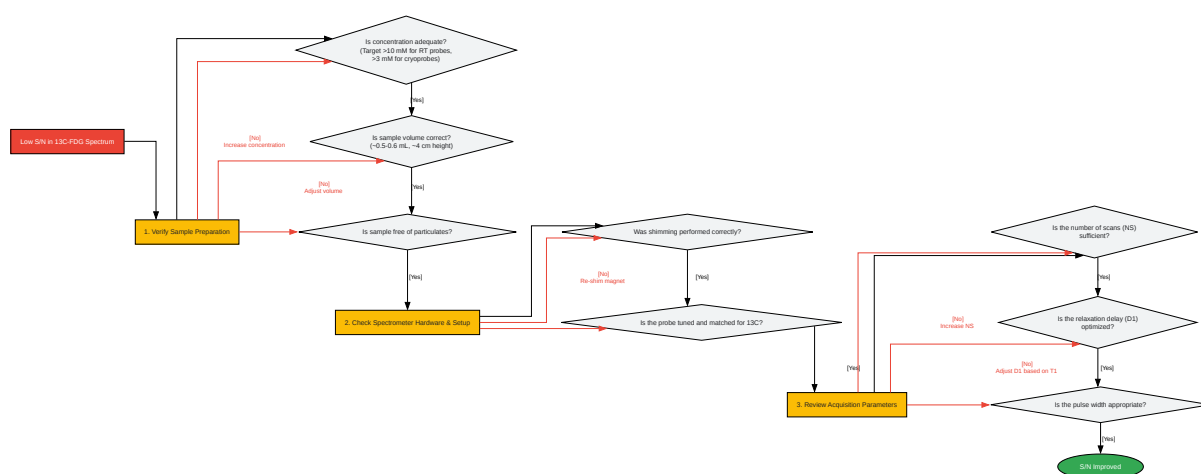 Is concentration adequate?
(Target >10 mM for RT probes,
>3 mM for cryoprobes)
[Yes]
Low S/N in 13C-FDG Spectrum
[No]
Increase concentration
Is sample volume correct?
(~0.5-0.6 mL, ~4 cm height)
[No]
Adjust volume
[Yes]
1. Verify Sample Preparation
Is sample free of particulates?
[Yes]
Was shimming performed correctly?
[No]
Re-shim magnet
[Yes]
2. Check Spectrometer Hardware & Setup
Is the probe tuned and matched for 13C?
[Yes]
Is the number of scans (NS)
sufficient?
[Yes]
[No]
Increase NS
Is the relaxation delay (D1)
optimized?
[No]
Adjust D1 based on T1
[Yes]
3. Review Acquisition Parameters
Is the pulse width appropriate?
[Yes]
S/N Improved